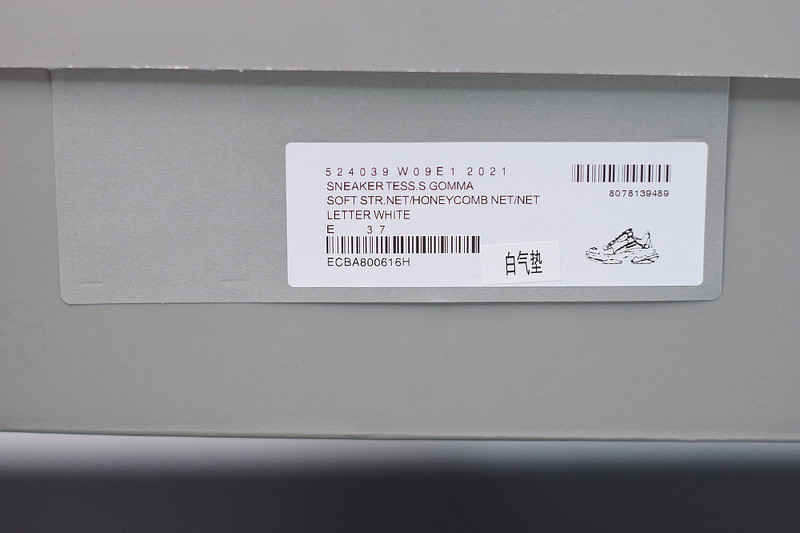 524039 W09E1 2021
SNEAKER TESS.S.GOMMA
SOFT STR.NET/HONEYCOMB NET/NET
LETTER WHITE
E 37
ECBA800616H
8078139489
白气垫